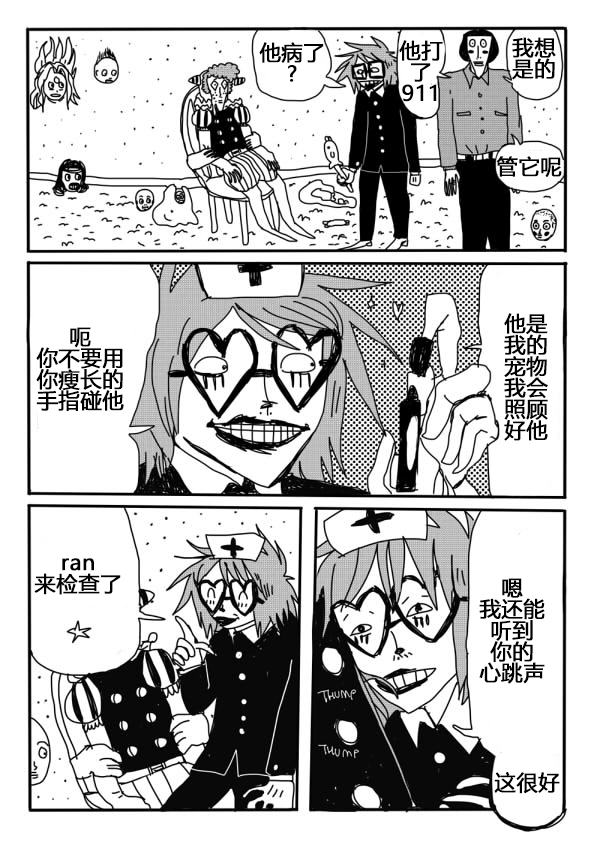 他病了
?
他打
了
911
我想
是的
管它呢
呃
你不要用
你瘦长的
手指碰他
他是
我的
宠物
我会
照顾
好他
ran
来检查了
嗯
我还能
听到
你的
心跳声
THUMP
THUMP
这很好